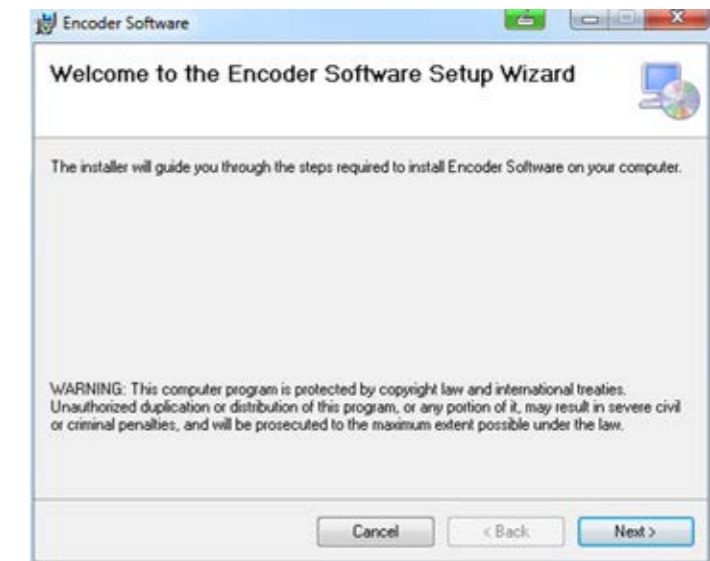 Encoder Software
Welcome to the Encoder Software Setup Wizard
The installer will guide you through the steps required to install Encoder Software on your computer.
WARNING: This computer program is protected by copyright law and international treaties.
Unauthorized duplication or distribution of this program, or any portion of it, may result in severe civil
or criminal penalties, and will be prosecuted to the maximum extent possible under the law.
Cancel < Back Next >